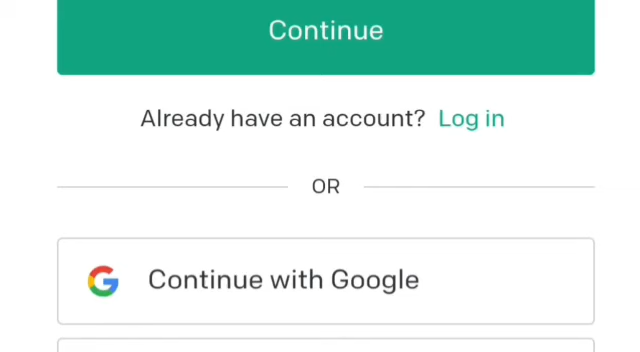 Continue
Already have an account? Log in
OR
Continue with Google